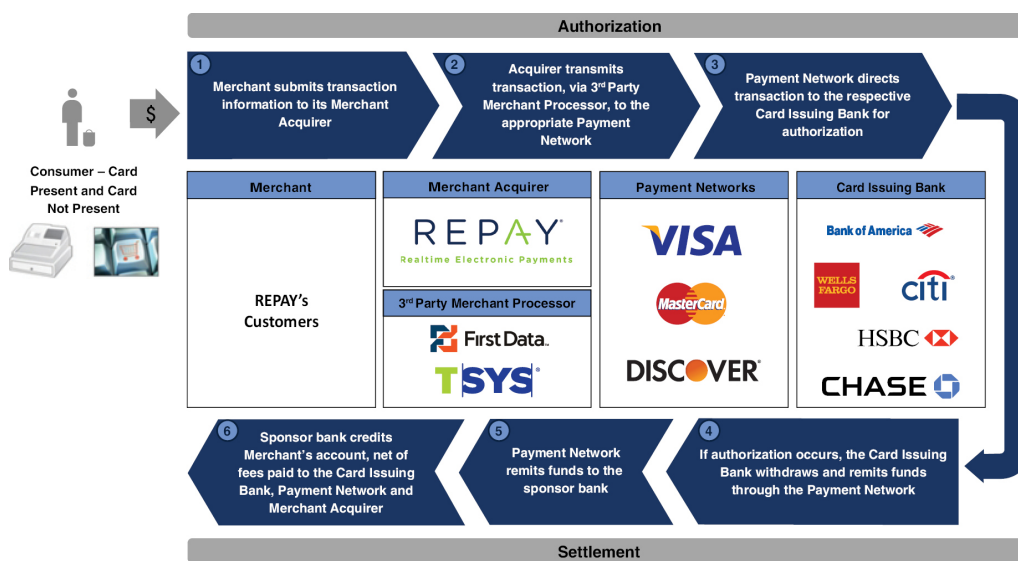 Authorization
1
Merchant submits transaction
information to its Merchant
Acquirer
2
Acquirer transmits
transaction, via 3rd Party
Merchant Processor, to the
appropriate Payment
Network
3
Payment Network directs
transaction to the respective
Card Issuing Bank for
authorization
$
Consumer – Card
Present and Card
Not Present
Merchant
REPAY's
Customers
Merchant Acquirer
REPAY®
Realtime Electronic Payments
3rd Party Merchant Processor
First Data™
TSYS®
Payment Networks
VISA
MasterCard
DISCOVER®
Card Issuing Bank
Bank of America
WELLS
FARGO
citi®
HSBC
CHASE
6
Sponsor bank credits
Merchant's account, net of
fees paid to the Card Issuing
Bank, Payment Network and
Merchant Acquirer
5
Payment Network
remits funds to the
sponsor bank
4
If authorization occurs, the Card Issuing
Bank withdraws and remits funds
through the Payment Network
Settlement